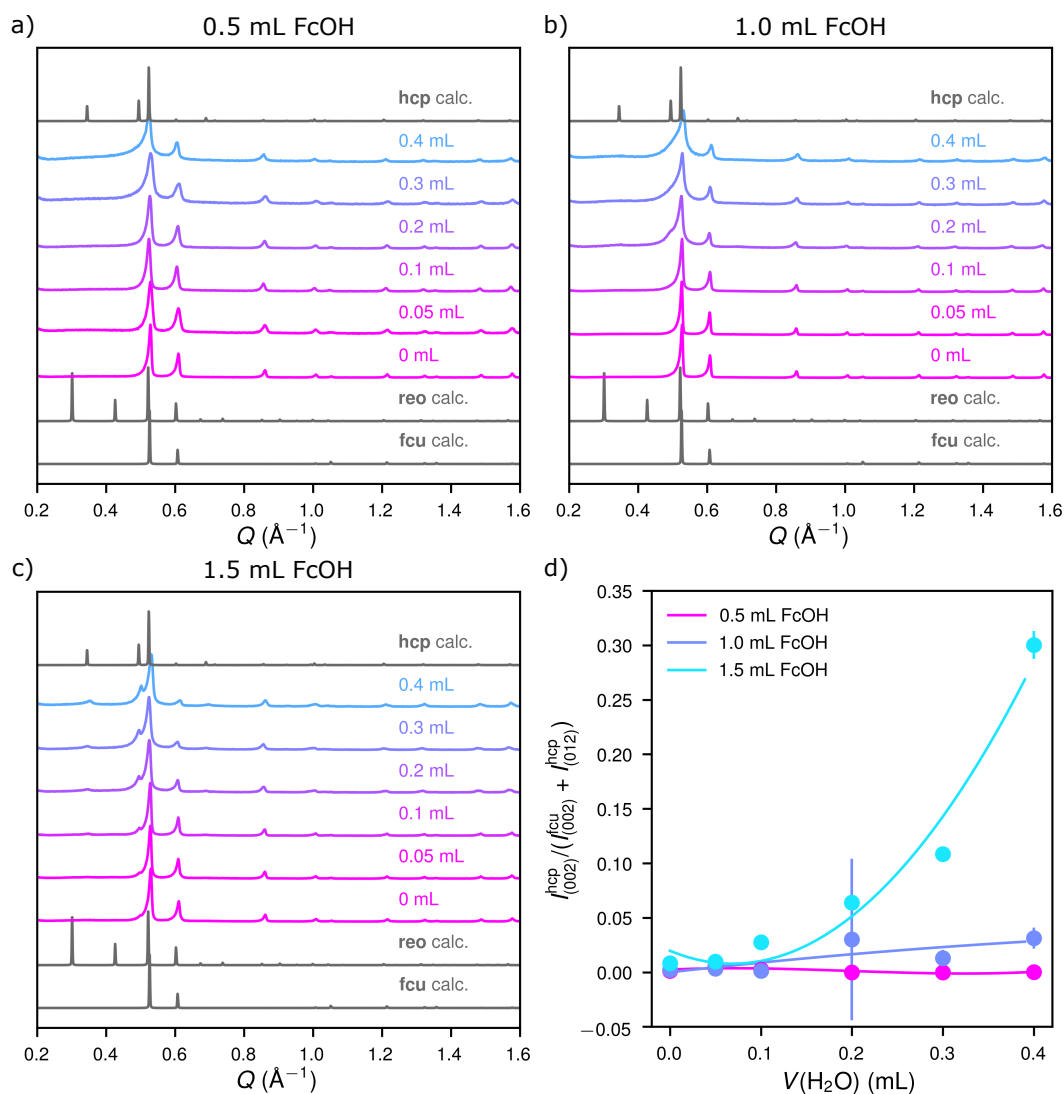 a) 0.5 mL FcOH
hcp calc.
0.4 mL
0.3 mL
0.2 mL
0.1 mL
0.05 mL
0 mL
reo calc.
fcu calc.
0.2 0.4 0.6 0.8 1.0 1.2 1.4 1.6
Q (Å⁻¹)
b) 1.0 mL FcOH
hcp calc.
0.4 mL
0.3 mL
0.2 mL
0.1 mL
0.05 mL
0 mL
reo calc.
fcu calc.
0.2 0.4 0.6 0.8 1.0 1.2 1.4 1.6
Q (Å⁻¹)
c) 1.5 mL FcOH
hcp calc.
0.4 mL
0.3 mL
0.2 mL
0.1 mL
0.05 mL
0 mL
reo calc.
fcu calc.
0.2 0.4 0.6 0.8 1.0 1.2 1.4 1.6
Q (Å⁻¹)
d)
0.5 mL FcOH
1.0 mL FcOH
1.5 mL FcOH
0.35
0.30
0.25
0.20
0.15
0.10
0.05
0.00
−0.05
I^hcp_(002)/(I^fcu_(002) + I^hcp_(012))
0.0 0.1 0.2 0.3 0.4
V(H₂O) (mL)